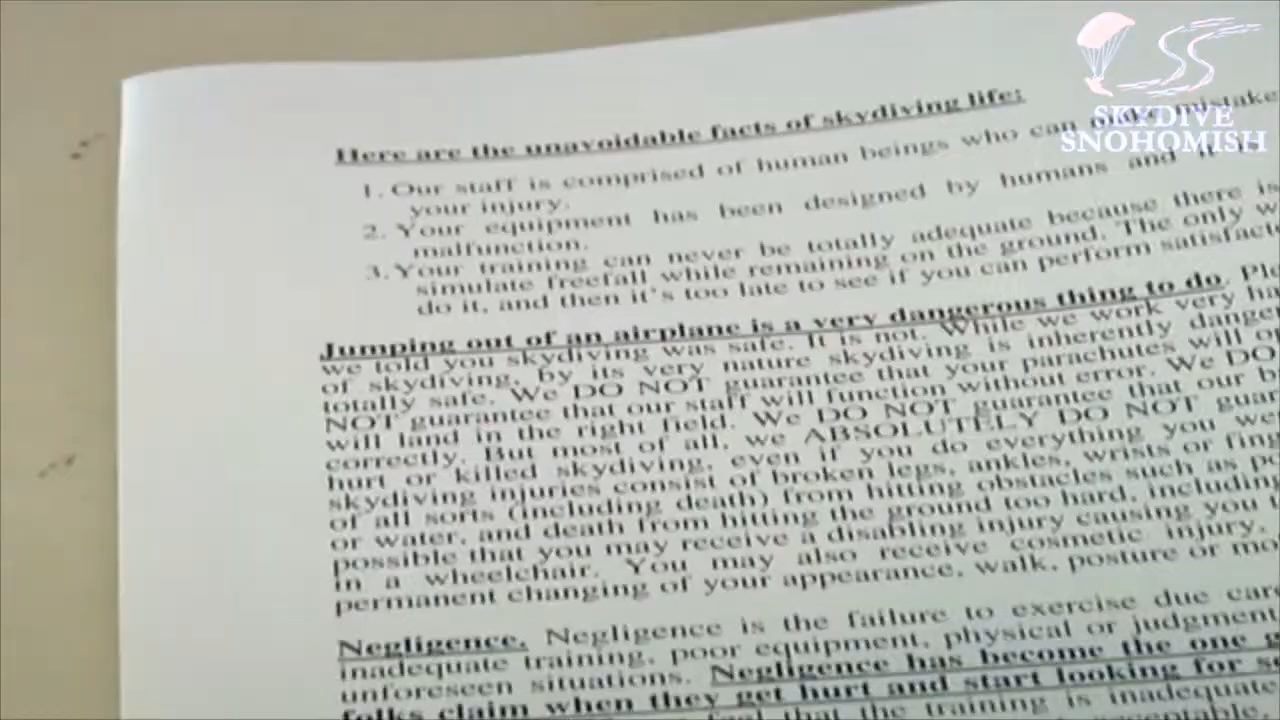 SKYDIVE
SNOHOMISH
Here are the unavoidable facts of skydiving life:
1. Our staff is comprised of human beings who can make mistake
your injury.
2. Your equipment has been designed by humans and it
malfunction.
3. Your training can never be totally adequate because there is
simulate freefall while remaining on the ground. The only w
do it, and then it's too late to see if you can perform satisfact
Jumping out of an airplane is a very dangerous thing to do. Ple
we told you skydiving was safe. It is not. While we work very ha
of skydiving, by its very nature skydiving is inherently danger
totally safe. We DO NOT guarantee that your parachutes will o
NOT guarantee that our staff will function without error. We DO
will land in the right field. We DO NOT guarantee that our b
correctly. But most of all, we ABSOLUTELY DO NOT guar
hurt or killed skydiving, even if you do everything you we
skydiving injuries consist of broken legs, ankles, wrists or fing
of all sorts (including death) from hitting obstacles such as po
or water, and death from hitting the ground too hard, including
possible that you may receive a disabling injury causing you t
in a wheelchair. You may also receive cosmetic injury,
permanent changing of your appearance, walk, posture or mo
Negligence. Negligence is the failure to exercise due car
inadequate training, poor equipment, physical or judgment
unforeseen situations. Negligence has become the one g
folks claim when they get hurt and start looking for s
feel that the training is inadequate